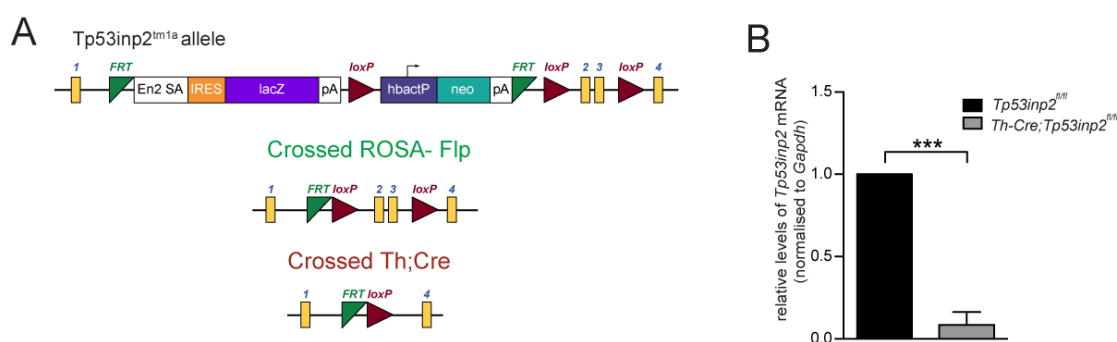 A
Tp53inp2tm1a allele
1 FRT loxP FRT loxP 2 3 loxP 4
En2 SA IRES lacZ pA hbactP neo pA
Crossed ROSA- Flp
1 FRT loxP 2 3 loxP 4
Crossed Th;Cre
1 FRT loxP 4
B
relative levels of Tp53inp2 mRNA
(normalised to Gapdh)
1.5
1.0
0.5
0.0
***
Tp53inp2fl/fl
Th-Cre;Tp53inp2fl/fl